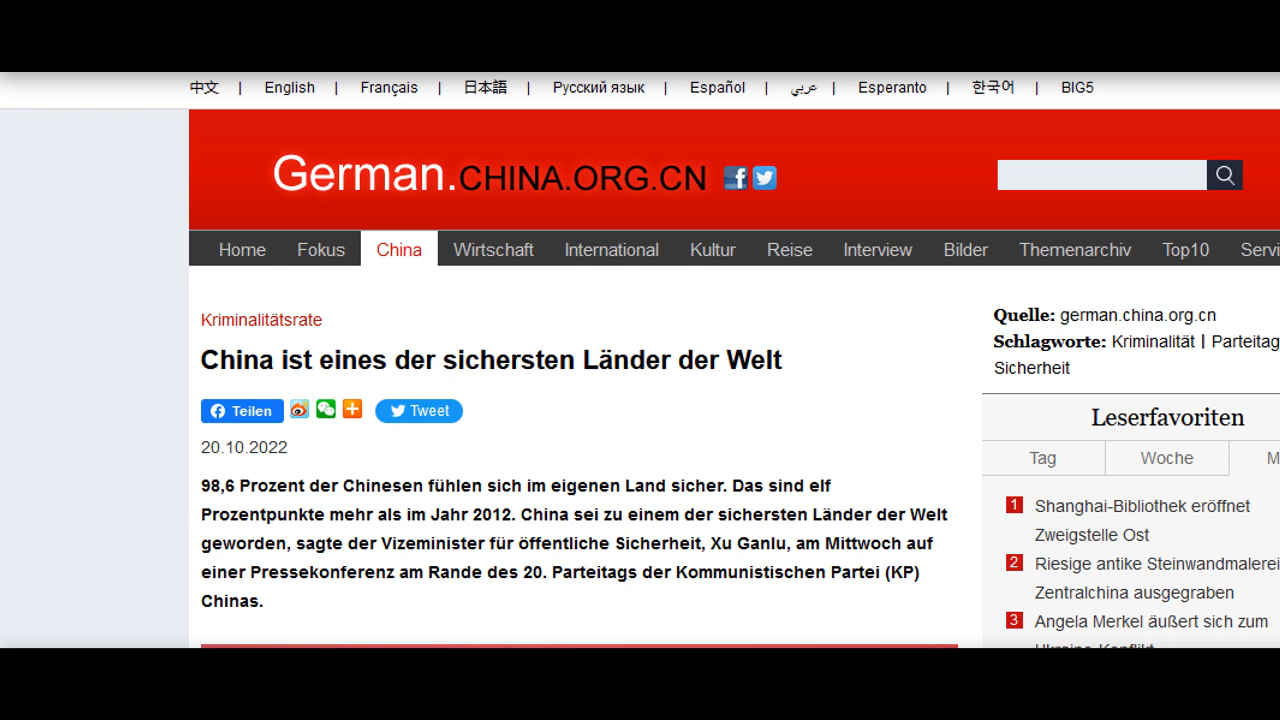 中文 | English | Français | 日本語 | Русский язык | Español | عربي | Esperanto | 한국어 | BIG5
German.CHINA.ORG.CN
Home Fokus China Wirtschaft International Kultur Reise Interview Bilder Themenarchiv Top10
Kriminalitätsrate
China ist eines der sichersten Länder der Welt
Teilen Tweet
20.10.2022
98,6 Prozent der Chinesen fühlen sich im eigenen Land sicher. Das sind elf
Prozentpunkte mehr als im Jahr 2012. China sei zu einem der sichersten Länder der Welt
geworden, sagte der Vizeminister für öffentliche Sicherheit, Xu Ganlu, am Mittwoch auf
einer Pressekonferenz am Rande des 20. Parteitags der Kommunistischen Partei (KP)
Chinas.
Quelle: german.china.org.cn
Schlagworte: Kriminalität | Parteitag
Sicherheit
Leserfavoriten
Tag Woche
1 Shanghai-Bibliothek eröffnet
Zweigstelle Ost
2 Riesige antike Steinwandmalerei
Zentralchina ausgegraben
3 Angela Merkel äußert sich zum